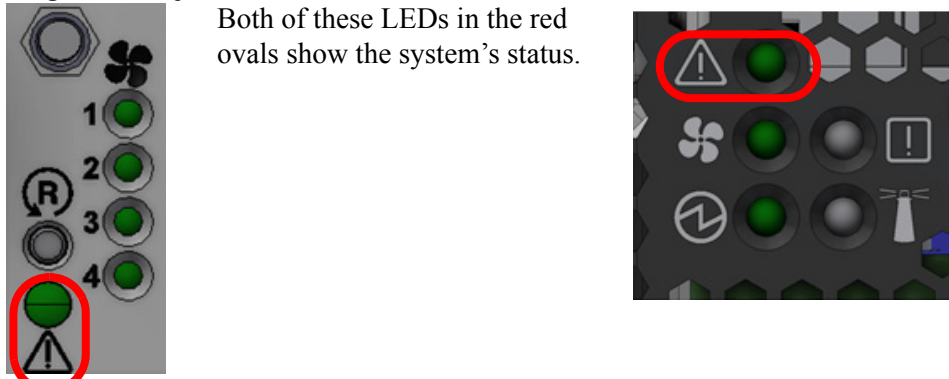 Both of these LEDs in the red
ovals show the system’s status.
1
2
R
3
4